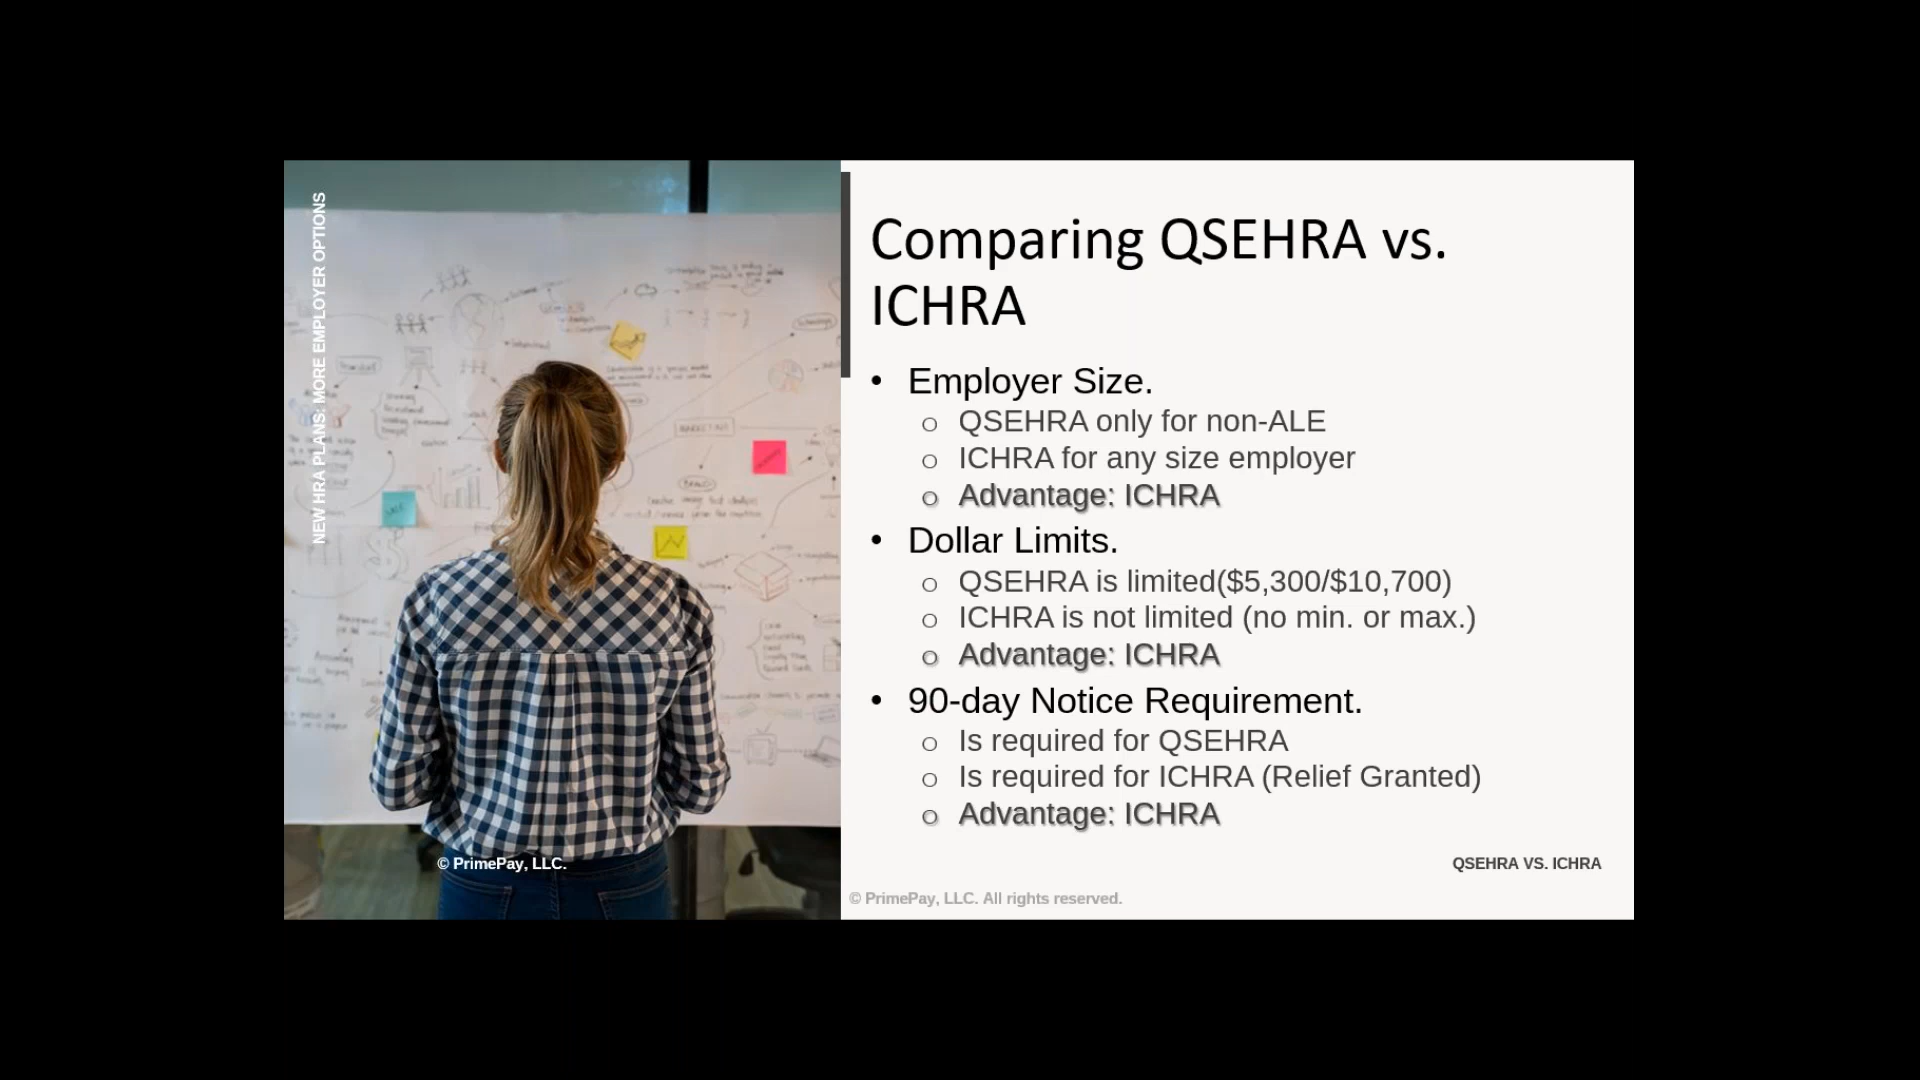 NEW HRA PLANS: MORE EMPLOYER OPTIONS
Comparing QSEHRA vs.
ICHRA
• Employer Size.
o QSEHRA only for non-ALE
o ICHRA for any size employer
o Advantage: ICHRA
• Dollar Limits.
o QSEHRA is limited($5,300/$10,700)
o ICHRA is not limited (no min. or max.)
o Advantage: ICHRA
• 90-day Notice Requirement.
o Is required for QSEHRA
o Is required for ICHRA (Relief Granted)
o Advantage: ICHRA
© PrimePay, LLC.
QSEHRA VS. ICHRA
© PrimePay, LLC. All rights reserved.
MARKETING
BRAND